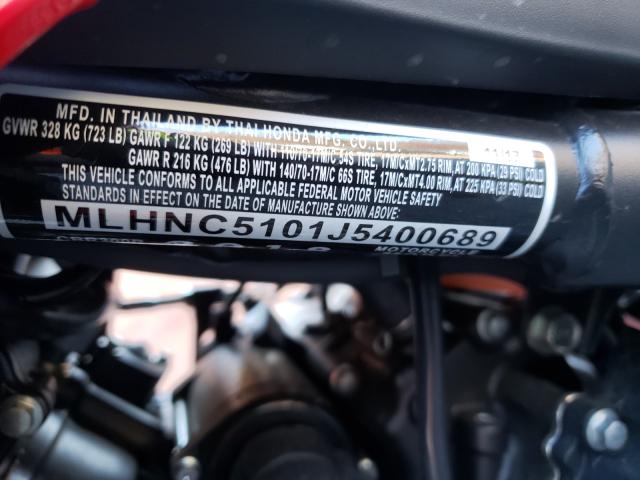 MFD. IN THAILAND BY THAI HONDA MFG. CO.,LTD. 11/17
GVWR 328 KG (723 LB) GAWR F 122 KG (269 LB) WITH 110/70-17M/C 54S TIRE, 17M/CxMT2.75 RIM, AT 200 KPA (29 PSI) COLD
GAWR R 216 KG (476 LB) WITH 140/70-17M/C 66S TIRE, 17M/CxMT4.00 RIM, AT 225 KPA (33 PSI) COLD
THIS VEHICLE CONFORMS TO ALL APPLICABLE FEDERAL MOTOR VEHICLE SAFETY
STANDARDS IN EFFECT ON THE DATE OF MANUFACTURE SHOWN ABOVE.
MLHNC5101J5400689
MOTORCYCLE